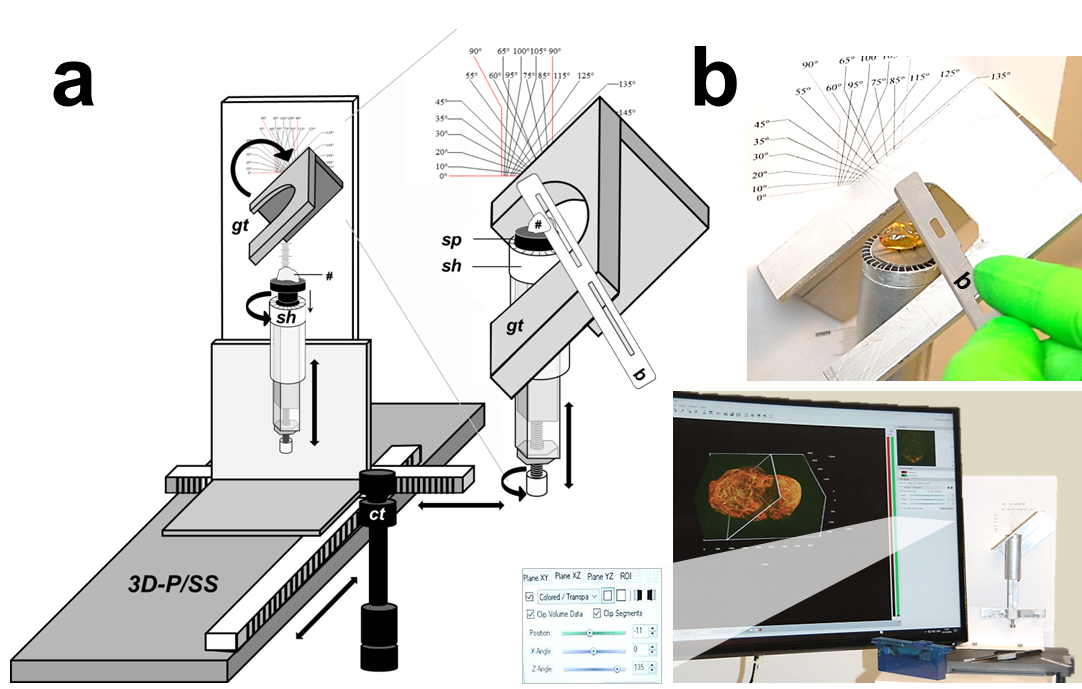 a
b
90° 65° 100° 105° 90°
55° 60° 95° 75° 85° 115° 125° 135°
145°
45°
35°
30°
20°
10°
0°
90° 65° 100°
55° 60° 95° 75° 85° 115° 125° 135°
45°
35°
30°
20°
10°
0°
gt
#
sh
sp
sh
#
gt
b
b
ct
3D-P/SS
Plane XY Plane XZ Plane YZ ROI
Colored / Transpa
Clip Volume Data Clip Segments
Position: -11
X-Angle: 0
Z-Angle: 135